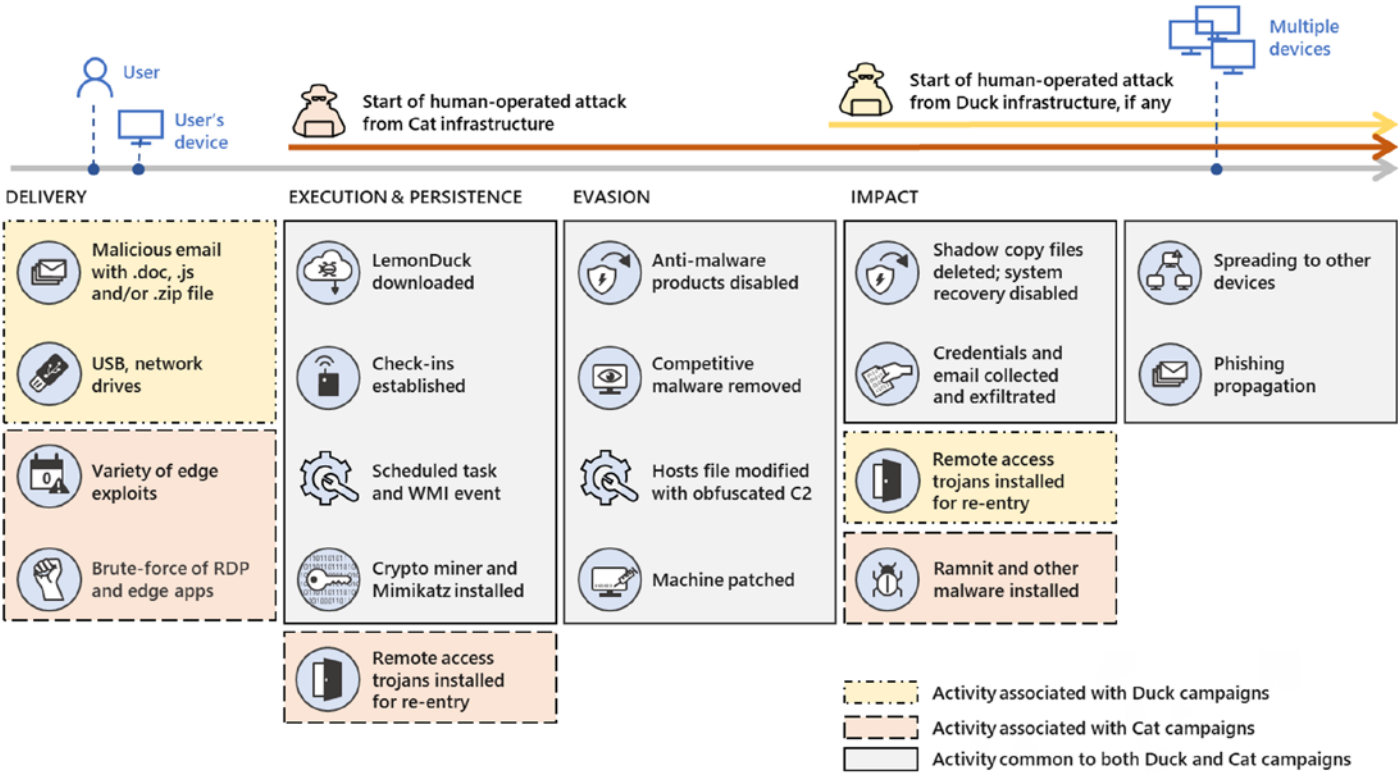 User
User's
device
Start of human-operated attack
from Cat infrastructure
Start of human-operated attack
from Duck infrastructure, if any
Multiple
devices
DELIVERY
Malicious email
with .doc, .js
and/or .zip file
USB, network
drives
Variety of edge
exploits
0
Brute-force of RDP
and edge apps
EXECUTION & PERSISTENCE
LemonDuck
downloaded
Check-ins
established
Scheduled task
and WMI event
Crypto miner and
Mimikatz installed
Remote access
trojans installed
for re-entry
EVASION
Anti-malware
products disabled
Competitive
malware removed
Hosts file modified
with obfuscated C2
Machine patched
IMPACT
Shadow copy files
deleted; system
recovery disabled
Credentials and
email collected
and exfiltrated
Remote access
trojans installed
for re-entry
Ramnit and other
malware installed
Spreading to other
devices
Phishing
propagation
Activity associated with Duck campaigns
Activity associated with Cat campaigns
Activity common to both Duck and Cat campaigns